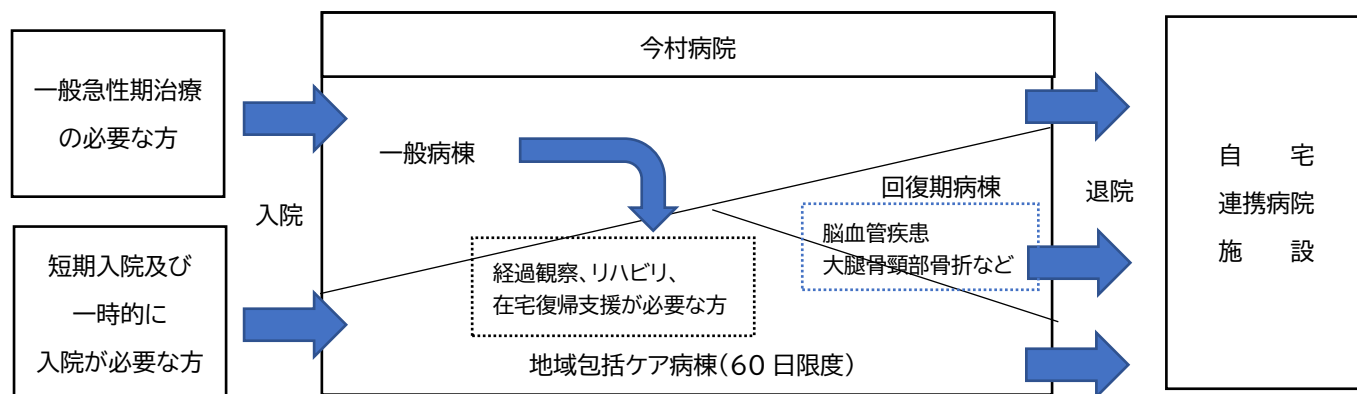 今村病院
一般急性期治療
の必要な方
一般病棟
入院
短期入院及び
一時的に
入院が必要な方
経過観察、リハビリ、
在宅復帰支援が必要な方
地域包括ケア病棟(60日限度)
回復期病棟
脳血管疾患
大腿骨頸部骨折など
退院
自　宅
連携病院
施　設